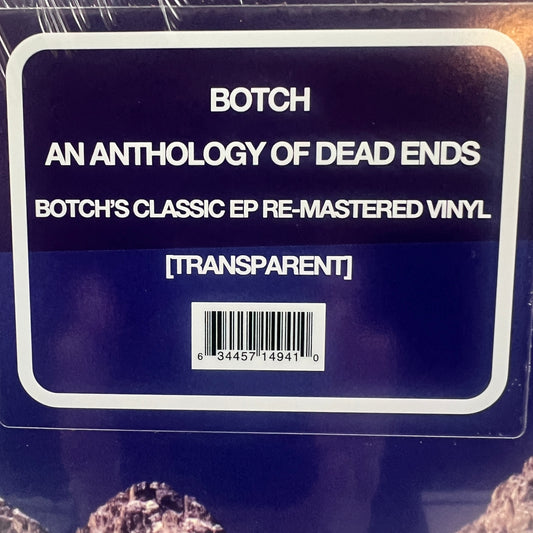 BOTCH
AN ANTHOLOGY OF DEAD ENDS
BOTCH'S CLASSIC EP RE-MASTERED VINYL
[TRANSPARENT]
6 34457 14941 0